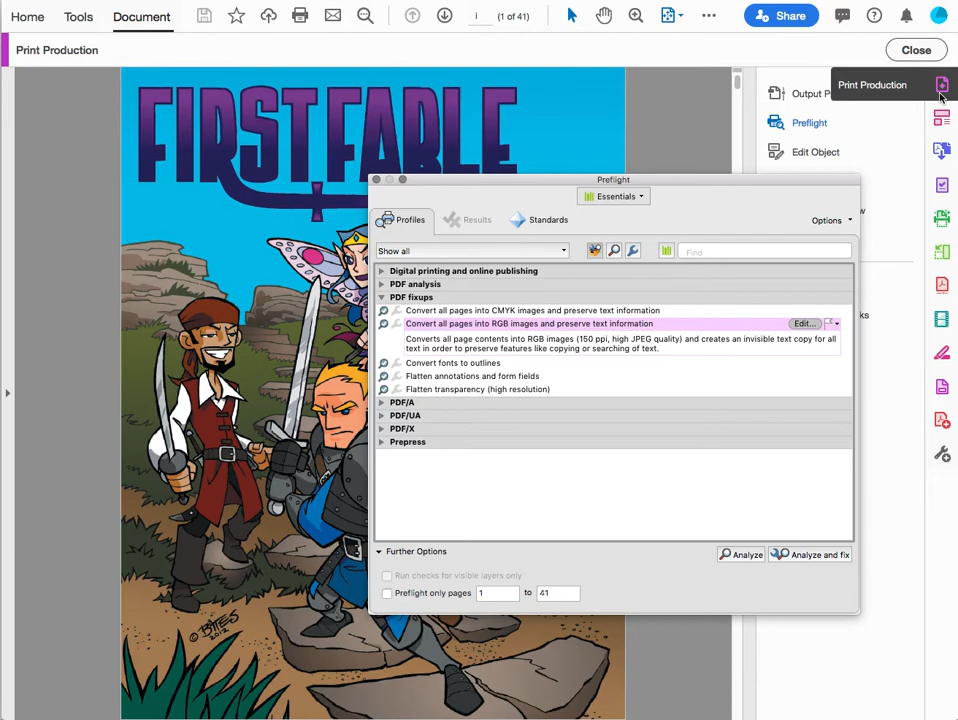 Home Tools Document i (1 of 41) Share
Print Production Close
Print Production
Output P
Preflight
Edit Object
FIRST FABLE
Preflight
Essentials
Profiles Results Standards Options
Show all Find
Digital printing and online publishing
PDF analysis
PDF fixups
Convert all pages into CMYK images and preserve text information
Convert all pages into RGB images and preserve text information Edit...
Converts all page contents into RGB images (150 ppi, high JPEG quality) and creates an invisible text copy for all
text in order to preserve features like copying or searching of text.
Convert fonts to outlines
Flatten annotations and form fields
Flatten transparency (high resolution)
PDF/A
PDF/UA
PDF/X
Prepress
Further Options Analyze Analyze and fix
Run checks for visible layers only
Preflight only pages 1 to 41
© BATES
2012